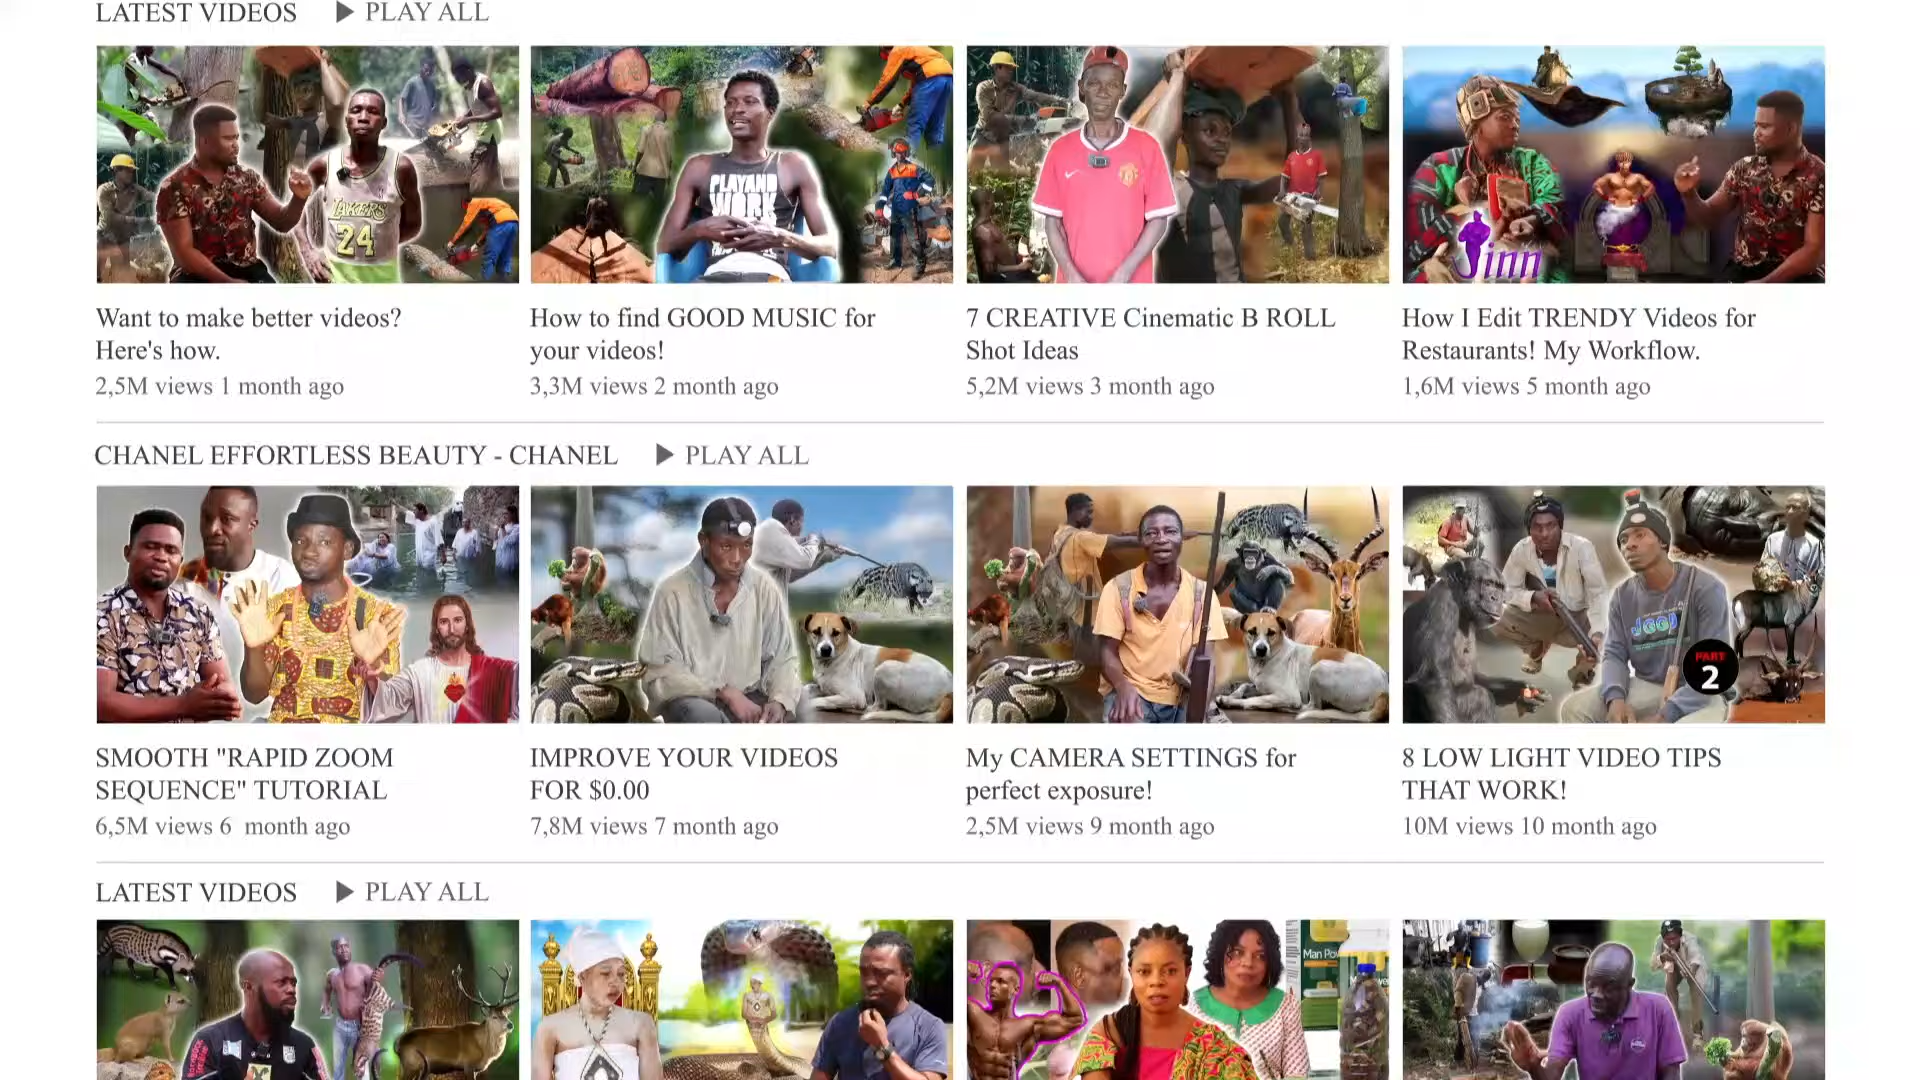 LATEST VIDEOS PLAY ALL
LAKERS
24
PLAY AND
WORK
Jinn
Want to make better videos?
Here's how.
2,5M views 1 month ago
How to find GOOD MUSIC for
your videos!
3,3M views 2 month ago
7 CREATIVE Cinematic B ROLL
Shot Ideas
5,2M views 3 month ago
How I Edit TRENDY Videos for
Restaurants! My Workflow.
1,6M views 5 month ago
CHANEL EFFORTLESS BEAUTY - CHANEL PLAY ALL
PART
2
SMOOTH "RAPID ZOOM
SEQUENCE" TUTORIAL
6,5M views 6 month ago
IMPROVE YOUR VIDEOS
FOR $0.00
7,8M views 7 month ago
My CAMERA SETTINGS for
perfect exposure!
2,5M views 9 month ago
8 LOW LIGHT VIDEO TIPS
THAT WORK!
10M views 10 month ago
LATEST VIDEOS PLAY ALL